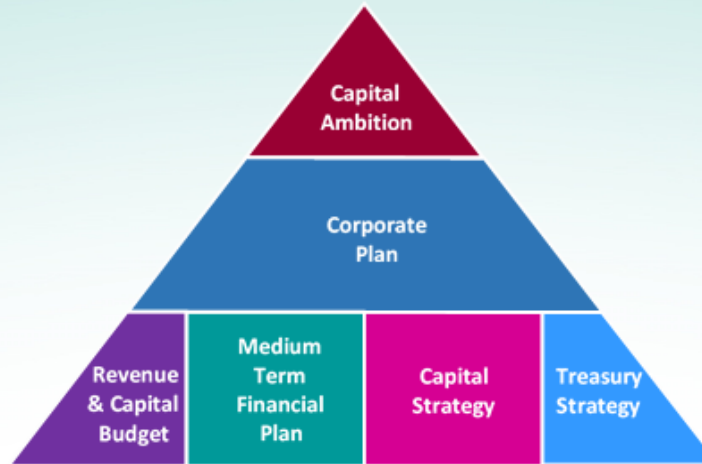 Capital
Ambition
Corporate
Plan
Revenue
& Capital
Budget
Medium
Term
Financial
Plan
Capital
Strategy
Treasury
Strategy